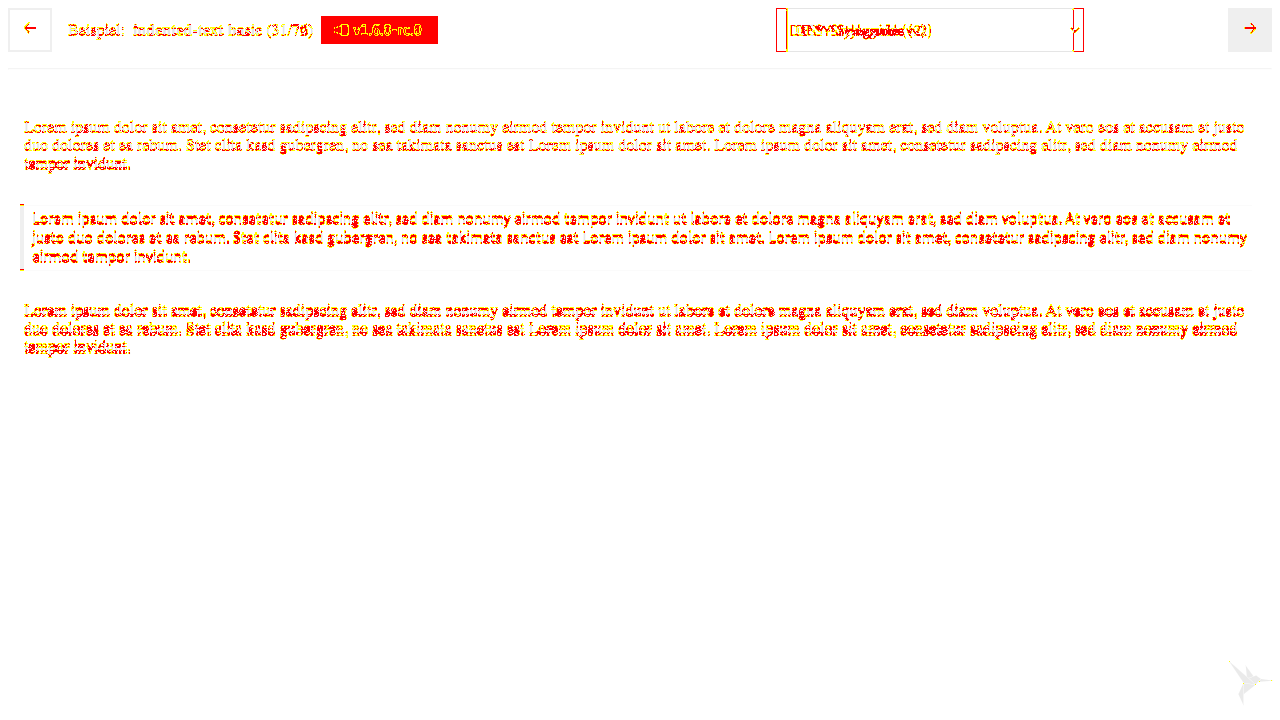 Beispiel: indented-text basic (31/76) v1.6.0-rc.0
Lorem ipsum dolor sit amet, consetetur sadipscing elitr, sed diam nonumy eirmod tempor invidunt ut labore et dolore magna aliquyam erat, sed diam voluptua. At vero eos et accusam et justo
duo dolores et ea rebum. Stet clita kasd gubergren, no sea takimata sanctus est Lorem ipsum dolor sit amet. Lorem ipsum dolor sit amet, consetetur sadipscing elitr, sed diam nonumy eirmod
tempor invidunt.
Lorem ipsum dolor sit amet, consetetur sadipscing elitr, sed diam nonumy eirmod tempor invidunt ut labore et dolore magna aliquyam erat, sed diam voluptua. At vero eos et accusam et
justo duo dolores et ea rebum. Stet clita kasd gubergren, no sea takimata sanctus est Lorem ipsum dolor sit amet. Lorem ipsum dolor sit amet, consetetur sadipscing elitr, sed diam nonumy
eirmod tempor invidunt.
Lorem ipsum dolor sit amet, consetetur sadipscing elitr, sed diam nonumy eirmod tempor invidunt ut labore et dolore magna aliquyam erat, sed diam voluptua. At vero eos et accusam et justo
duo dolores et ea rebum. Stet clita kasd gubergren, no sea takimata sanctus est Lorem ipsum dolor sit amet. Lorem ipsum dolor sit amet, consetetur sadipscing elitr, sed diam nonumy eirmod
tempor invidunt.